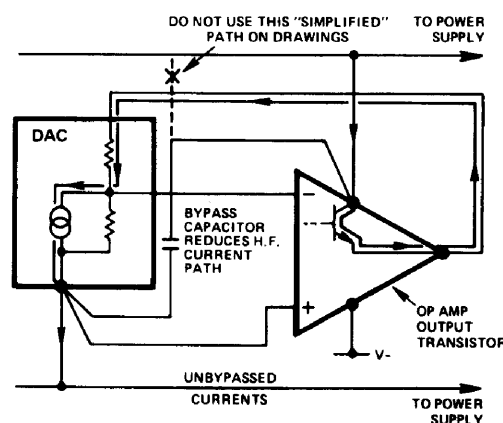 DO NOT USE THIS "SIMPLIFIED"
PATH ON DRAWINGS
TO POWER
SUPPLY
DAC
BYPASS
CAPACITOR
REDUCES H.F.
CURRENT
PATH
−
+
OP AMP
OUTPUT
TRANSISTOR
V-
UNBYPASSED
CURRENTS
TO POWER
SUPPLY